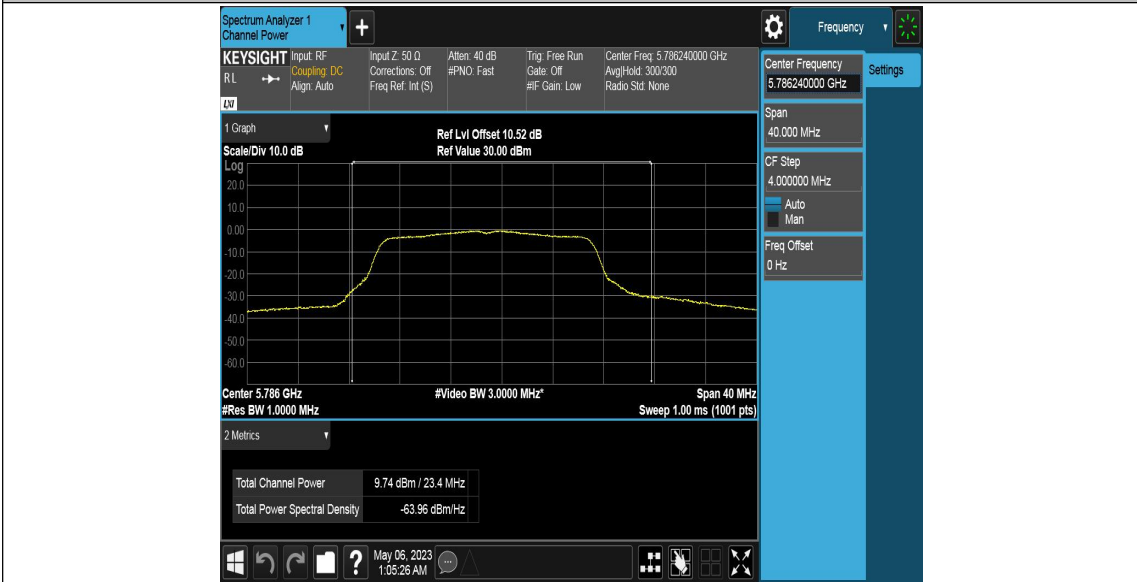 Spectrum Analyzer 1
Channel Power
+
Frequency
KEYSIGHT
R L
LXI
Input: RF
Coupling: DC
Align: Auto
Input Z: 50 Ω
Corrections: Off
Freq Ref: Int (S)
Atten: 40 dB
#PNO: Fast
Trig: Free Run
Gate: Off
#IF Gain: Low
Center Freq: 5.786240000 GHz
Avg|Hold: 300/300
Radio Std: None
Center Frequency
5.786240000 GHz
Settings
Span
40.000 MHz
CF Step
4.000000 MHz
Auto
Man
Freq Offset
0 Hz
1 Graph
Scale/Div 10.0 dB
Ref Lvl Offset 10.52 dB
Ref Value 30.00 dBm
Log
20.0
10.0
0.00
-10.0
-20.0
-30.0
-40.0
-50.0
-60.0
Center 5.786 GHz
#Video BW 3.0000 MHz*
Span 40 MHz
#Res BW 1.0000 MHz
Sweep 1.00 ms (1001 pts)
2 Metrics
Total Channel Power
9.74 dBm / 23.4 MHz
Total Power Spectral Density
-63.96 dBm/Hz
?
May 06, 2023
1:05:26 AM